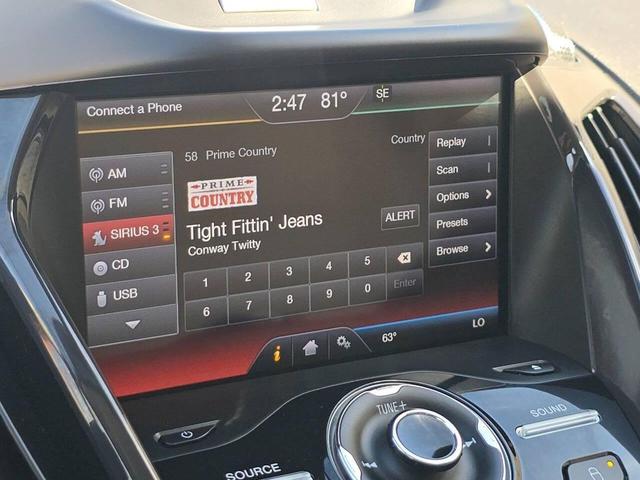 Connect a Phone
2:47 81°
SE
58 Prime Country
Country
PRIME
COUNTRY
Tight Fittin' Jeans
Conway Twitty
ALERT
AM
FM
SIRIUS 3
CD
USB
Replay
Scan
Options
Presets
Browse
1 2 3 4 5
6 7 8 9 0 Enter
i
63°
LO
TUNE+
SOUND
SOURCE